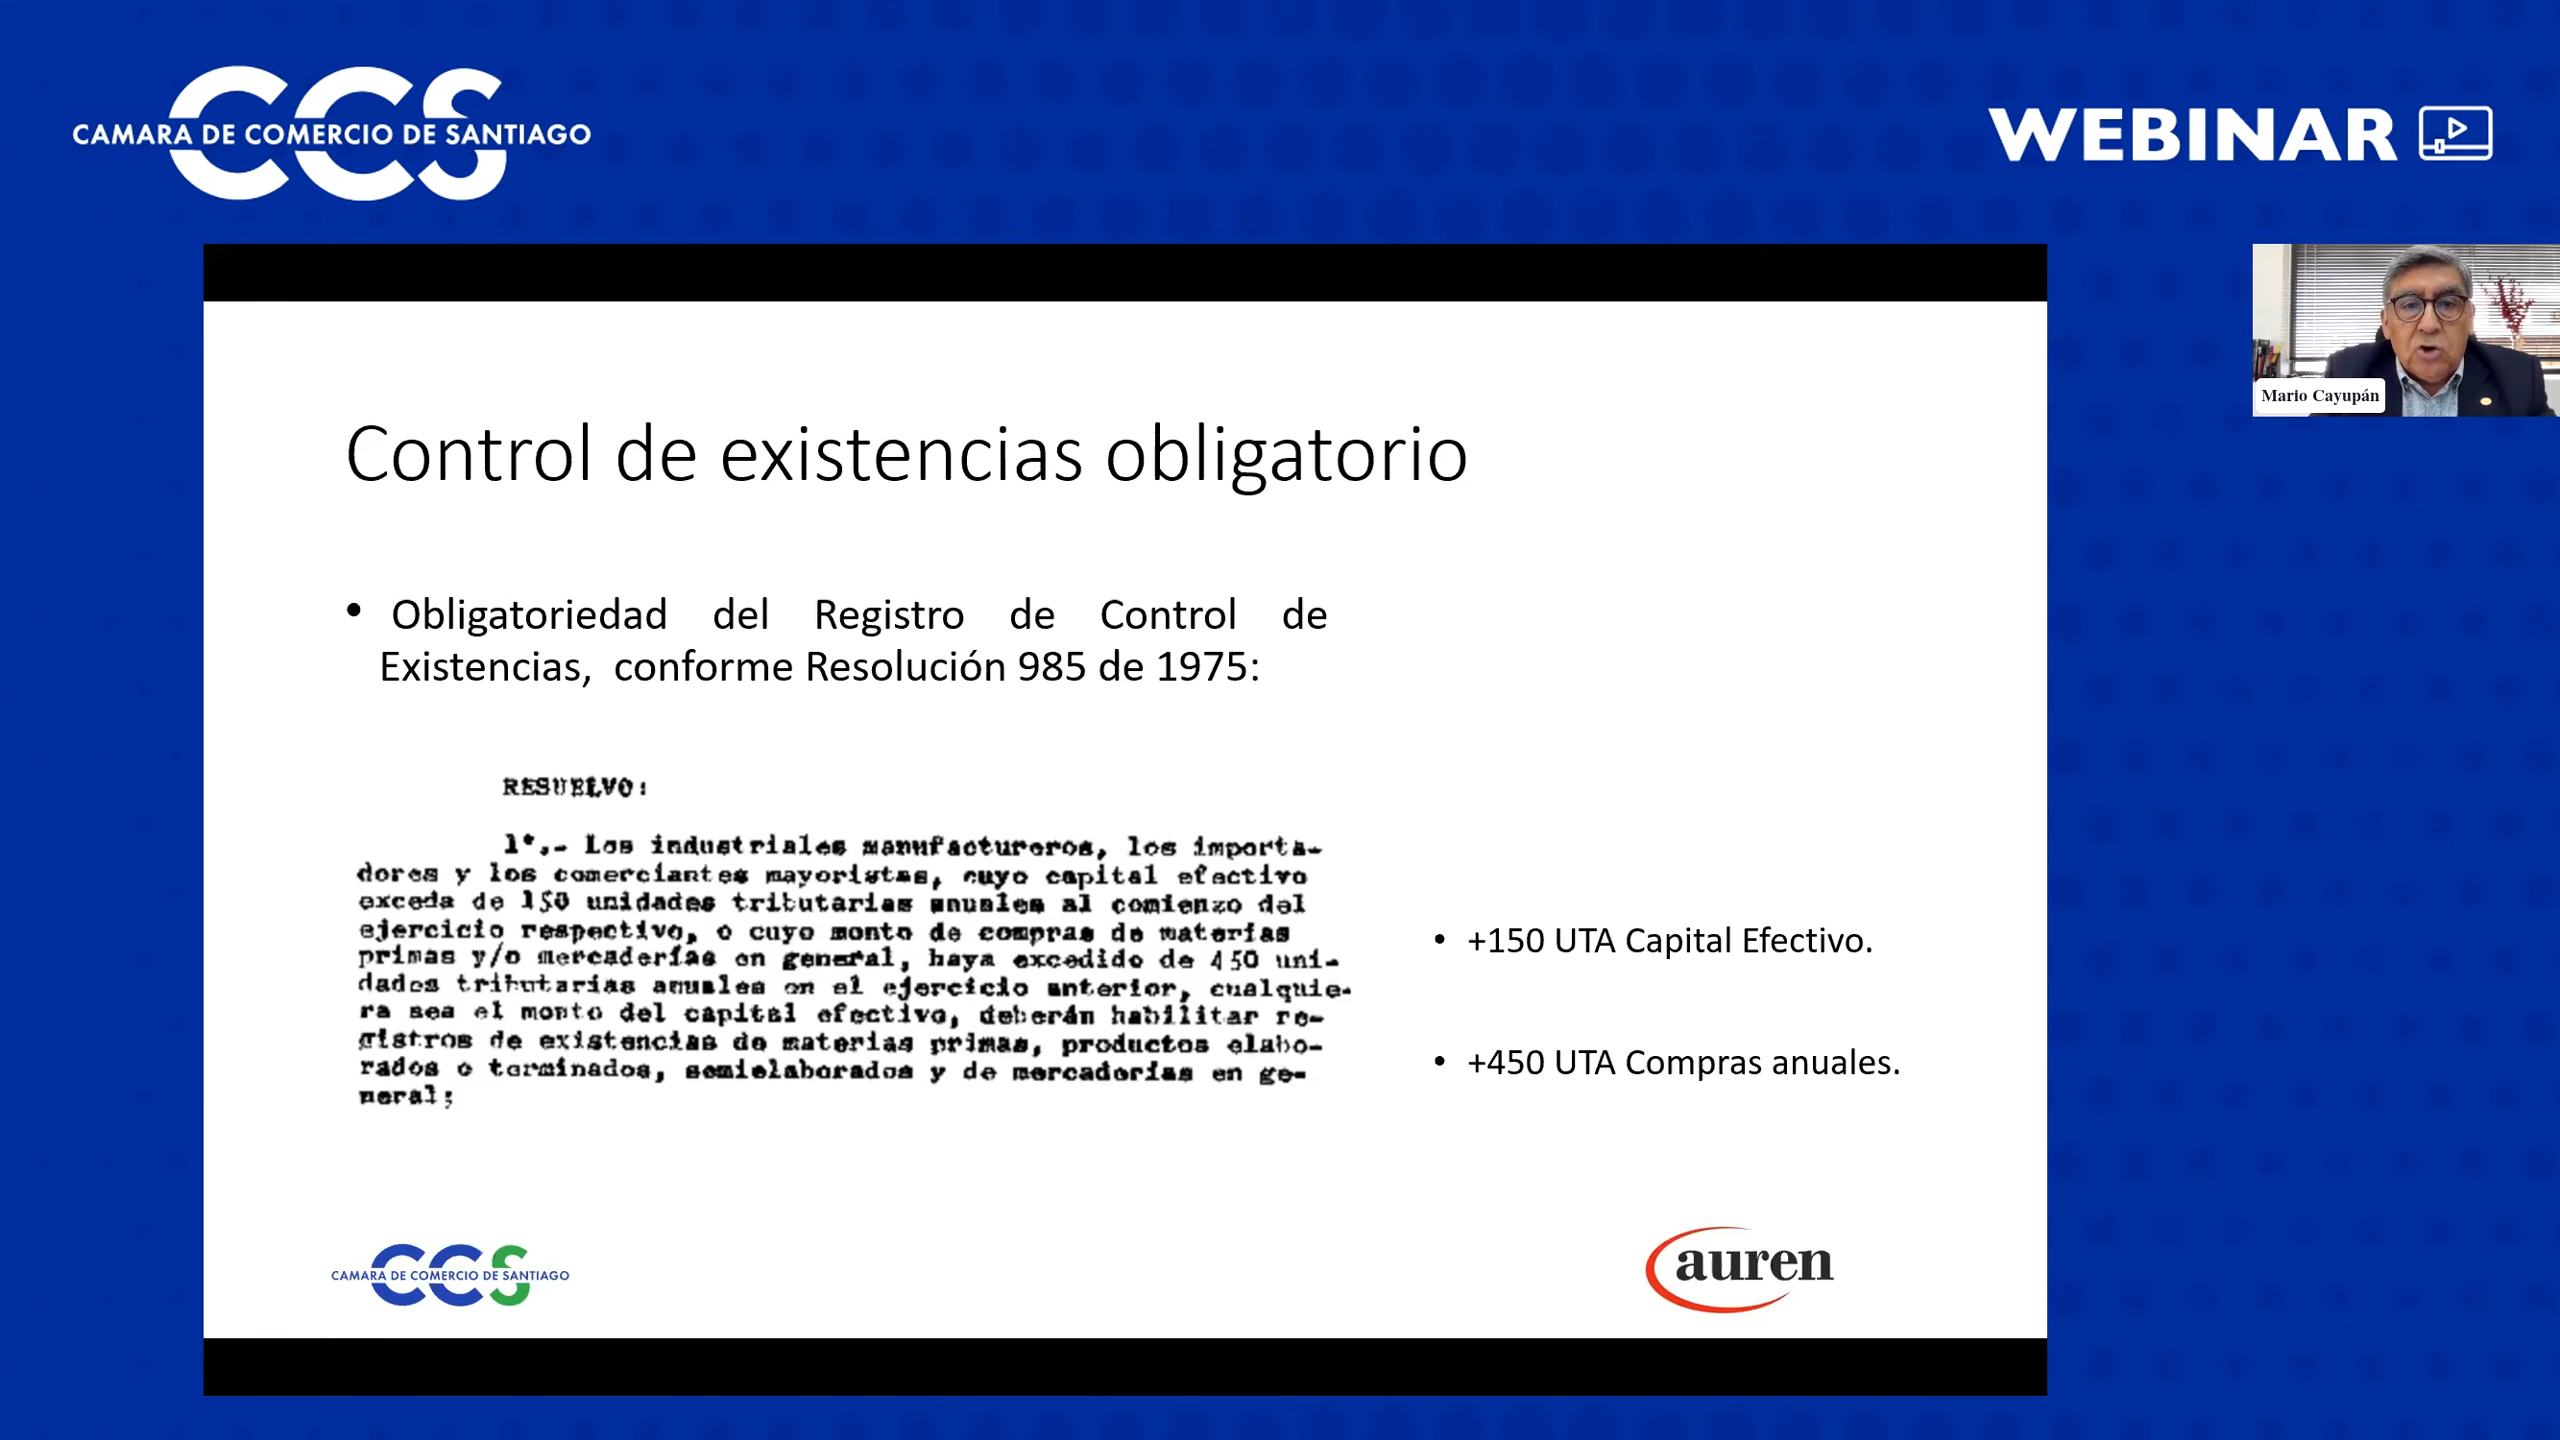 CCS
CAMARA DE COMERCIO DE SANTIAGO
WEBINAR
Mario Cayupán
Control de existencias obligatorio
• Obligatoriedad del Registro de Control de
Existencias, conforme Resolución 985 de 1975:
RESUELVO:
1°.- Los industriales manufactureros, los importa-
dores y los comerciantes mayoristas, cuyo capital efectivo
exceda de 150 unidades tributarias anuales al comienzo del
ejercicio respectivo, o cuyo monto de compras de materias
primas y/o mercaderías en general, haya excedido de 450 uni-
dades tributarias anuales en el ejercicio anterior, cualquie-
ra sea el monto del capital efectivo, deberán habilitar re-
gistros de existencias de materias primas, productos elabo-
rados o terminados, semielaborados y de mercaderías en ge-
neral;
• +150 UTA Capital Efectivo.
• +450 UTA Compras anuales.
CCS
CAMARA DE COMERCIO DE SANTIAGO
auren